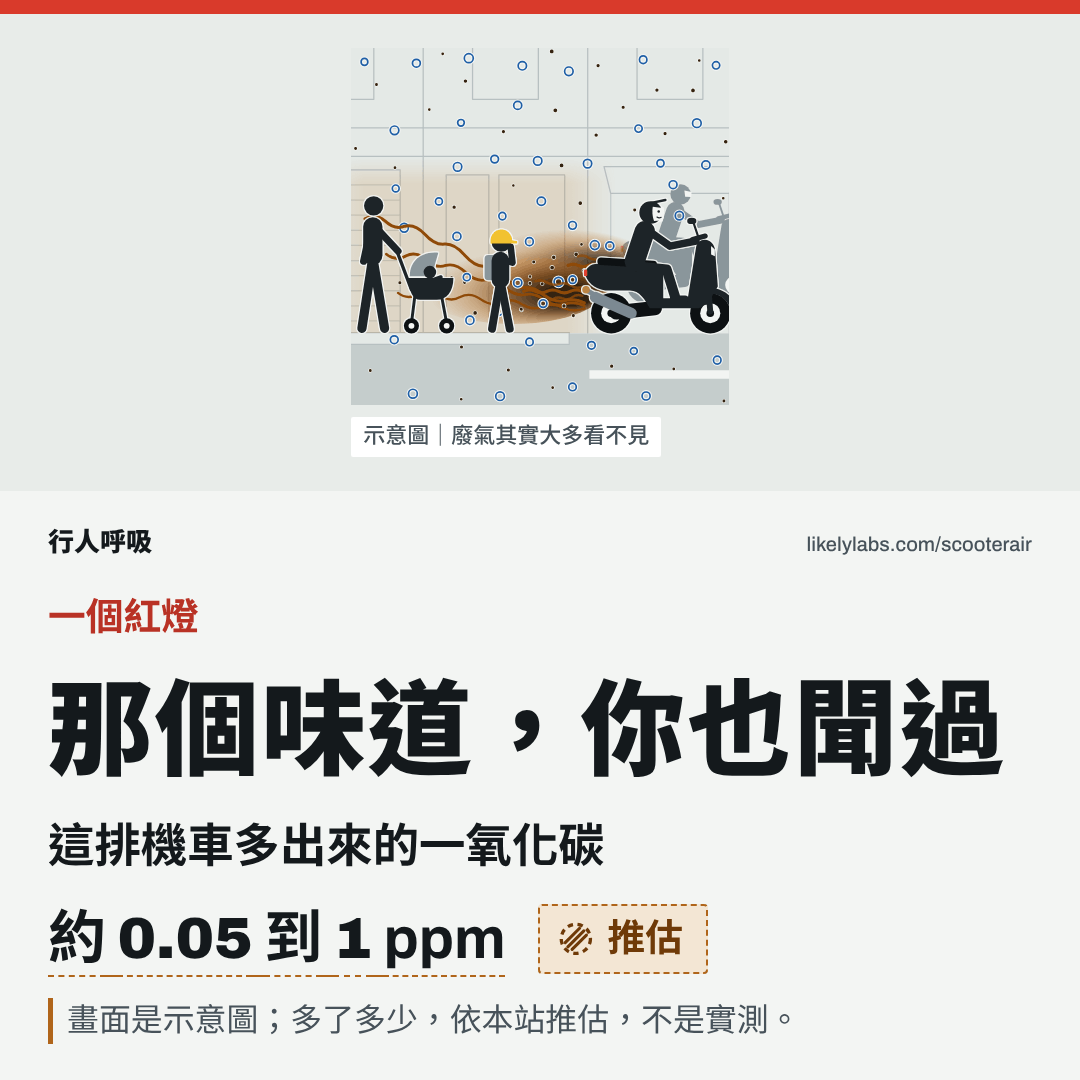 示意圖｜廢氣其實大多看不見
行人呼吸
likelylabs.com/scooterair
一個紅燈
那個味道，你也聞過
這排機車多出來的一氧化碳
約 0.05 到 1 ppm
推估
畫面是示意圖；多了多少，依本站推估，不是實測。